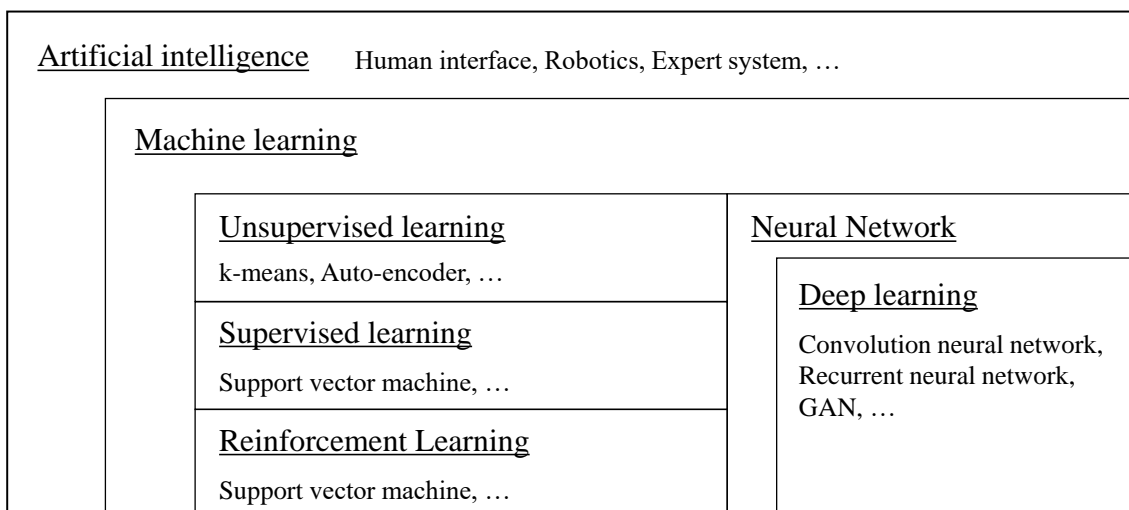 Artificial intelligence Human interface, Robotics, Expert system, …
Machine learning
Unsupervised learning
k-means, Auto-encoder, …
Supervised learning
Support vector machine, …
Reinforcement Learning
Support vector machine, …
Neural Network
Deep learning
Convolution neural network,
Recurrent neural network,
GAN, …